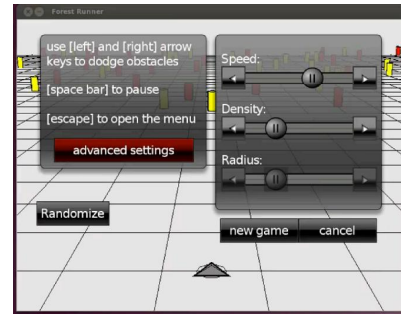 Forest Runner
use [left] and [right] arrow
keys to dodge obstacles
[space bar] to pause
[escape] to open the menu
advanced settings
Randomize
Speed:
Density:
Radius:
new game
cancel